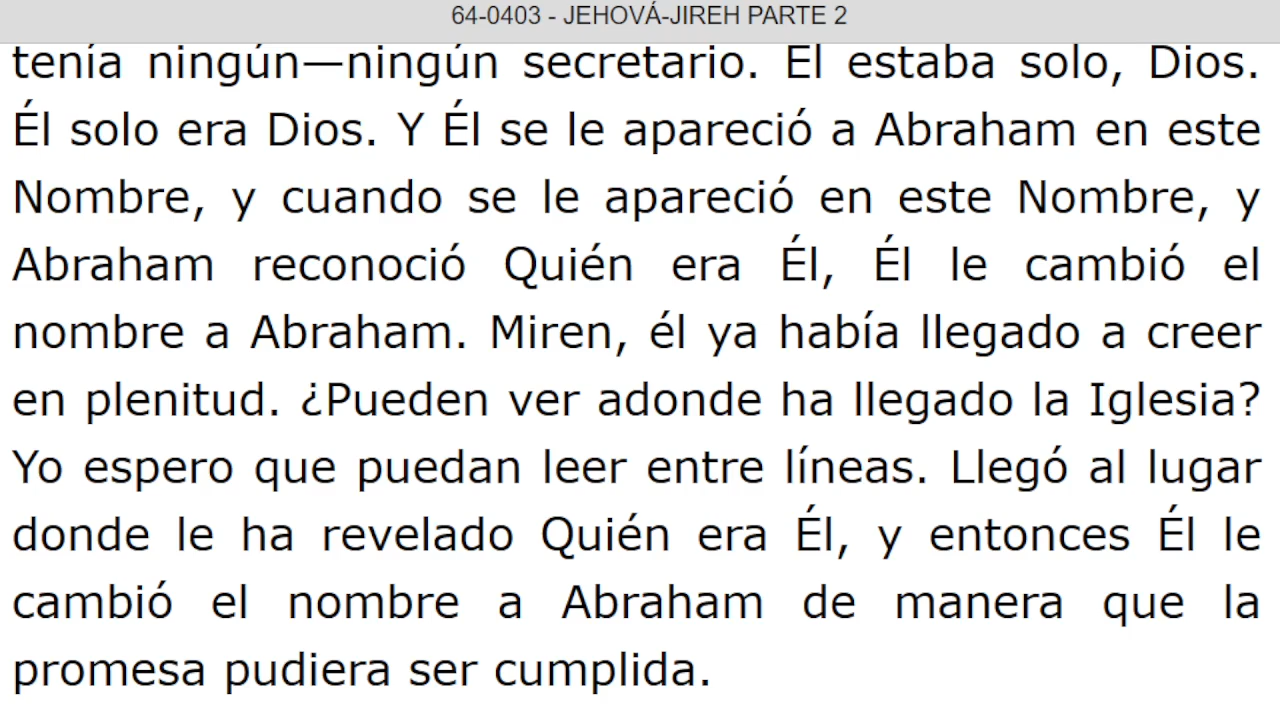 64-0403 - JEHOVÁ-JIREH PARTE 2
tenía ningún—ningún secretario. Él estaba solo, Dios.
Él solo era Dios. Y Él se le apareció a Abraham en este
Nombre, y cuando se le apareció en este Nombre, y
Abraham reconoció Quién era Él, Él le cambió el
nombre a Abraham. Miren, él ya había llegado a creer
en plenitud. ¿Pueden ver adonde ha llegado la Iglesia?
Yo espero que puedan leer entre líneas. Llegó al lugar
donde le ha revelado Quién era Él, y entonces Él le
cambió el nombre a Abraham de manera que la
promesa pudiera ser cumplida.